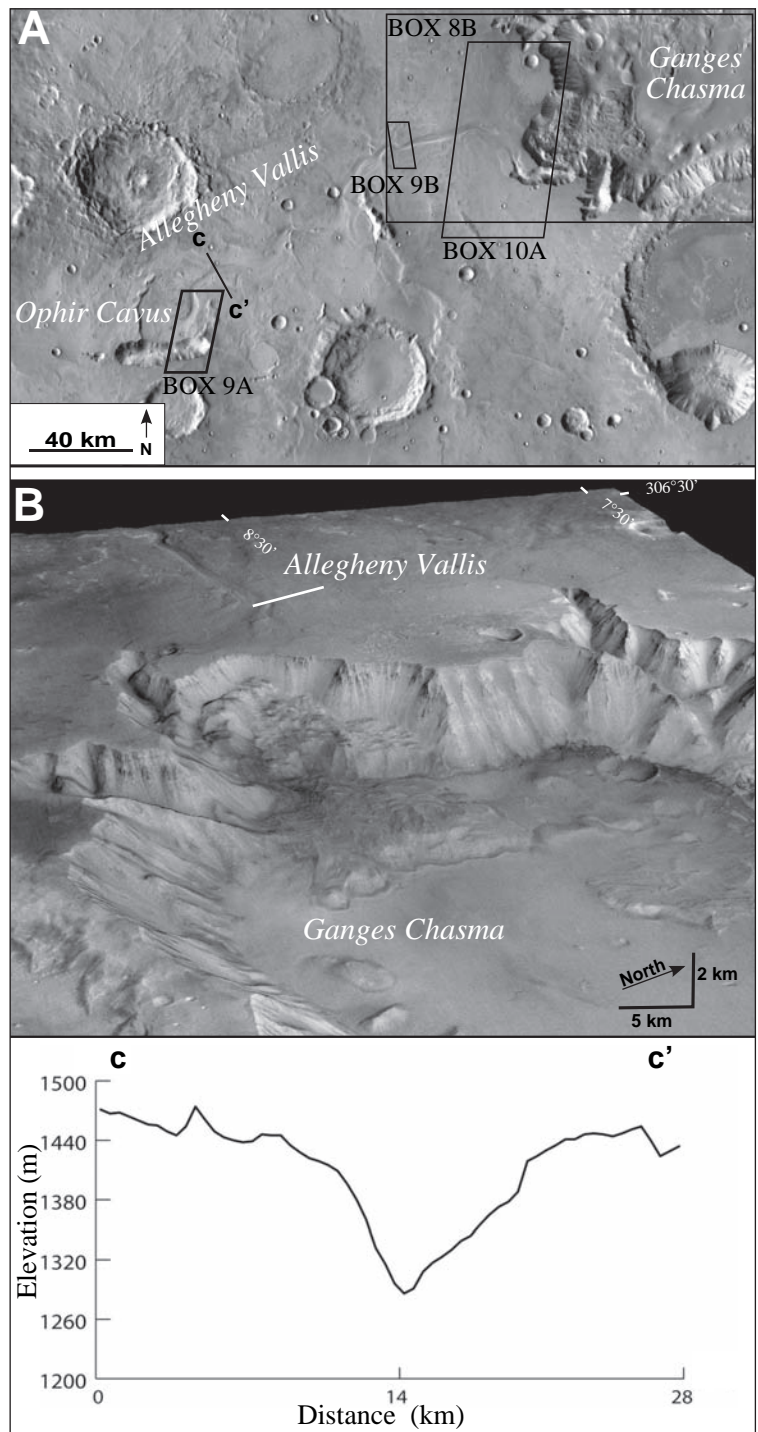 A
BOX 8B
Ganges
Chasma
Allegheny Vallis
BOX 9B
BOX 10A
c
c’
Ophir Cavus
BOX 9A
40 km
N
B
306°30’
7°30’
8°30’
Allegheny Vallis
Ganges Chasma
North
2 km
5 km
c
c’
1500
1440
1380
1320
1260
1200
Elevation (m)
0
14
28
Distance (km)